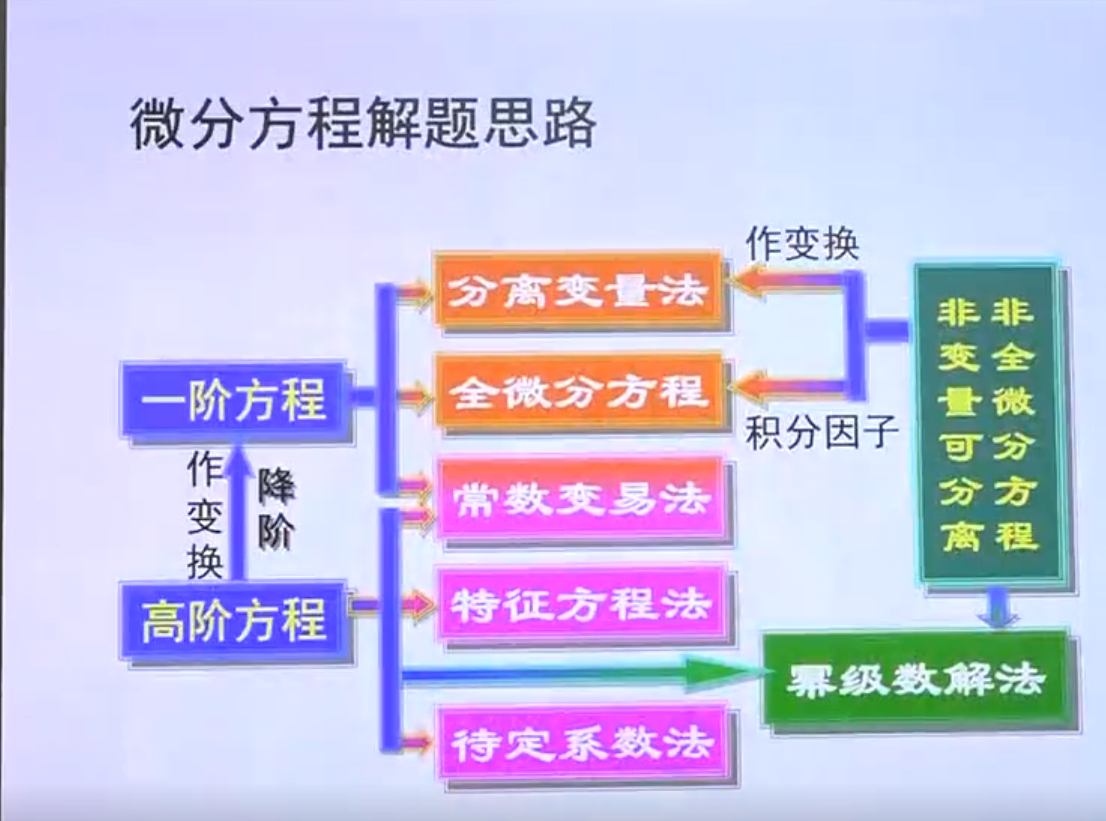 微分方程解题思路
作变换
分离变量法
非变量可分离
非全微分方程
一阶方程
全微分方程
积分因子
作变换
降阶
常数变易法
高阶方程
特征方程法
幂级数解法
待定系数法